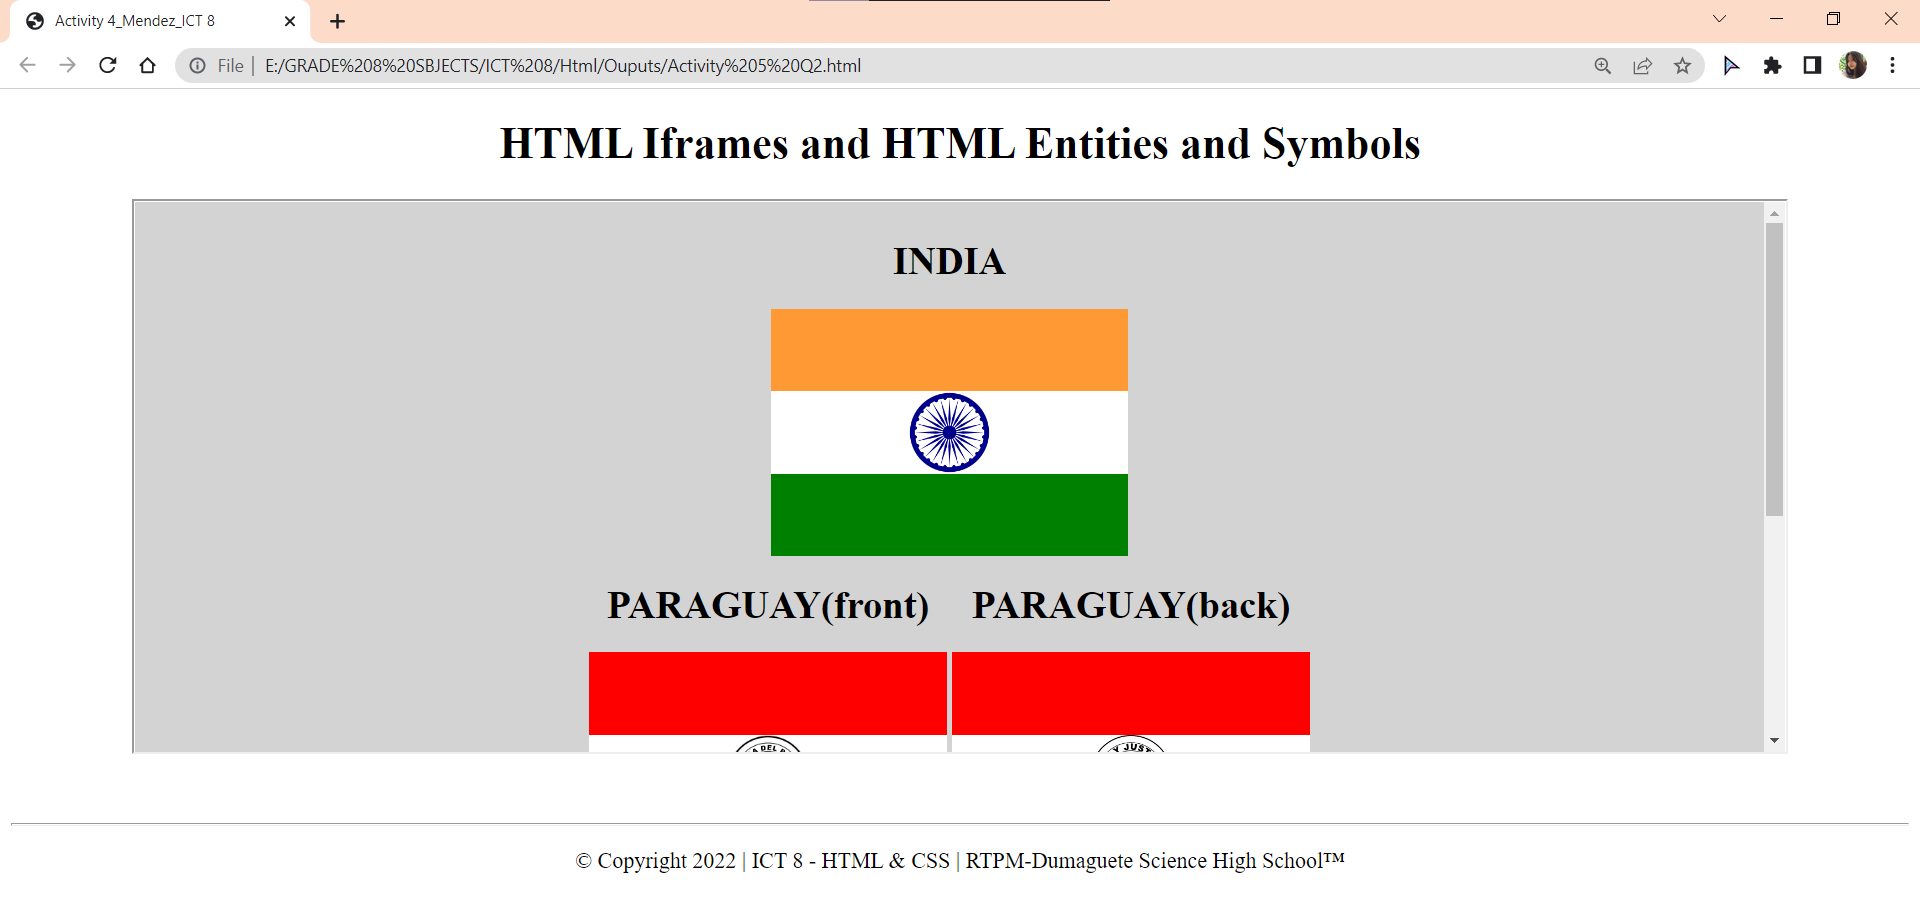 Activity 4_Mendez_ICT 8
File | E:/GRADE%208%20SBJECTS/ICT%208/Html/Ouputs/Activity%205%20Q2.html
HTML Iframes and HTML Entities and Symbols
INDIA
PARAGUAY(front) PARAGUAY(back)
DEL
JUS
© Copyright 2022 | ICT 8 - HTML & CSS | RTPM-Dumaguete Science High School™